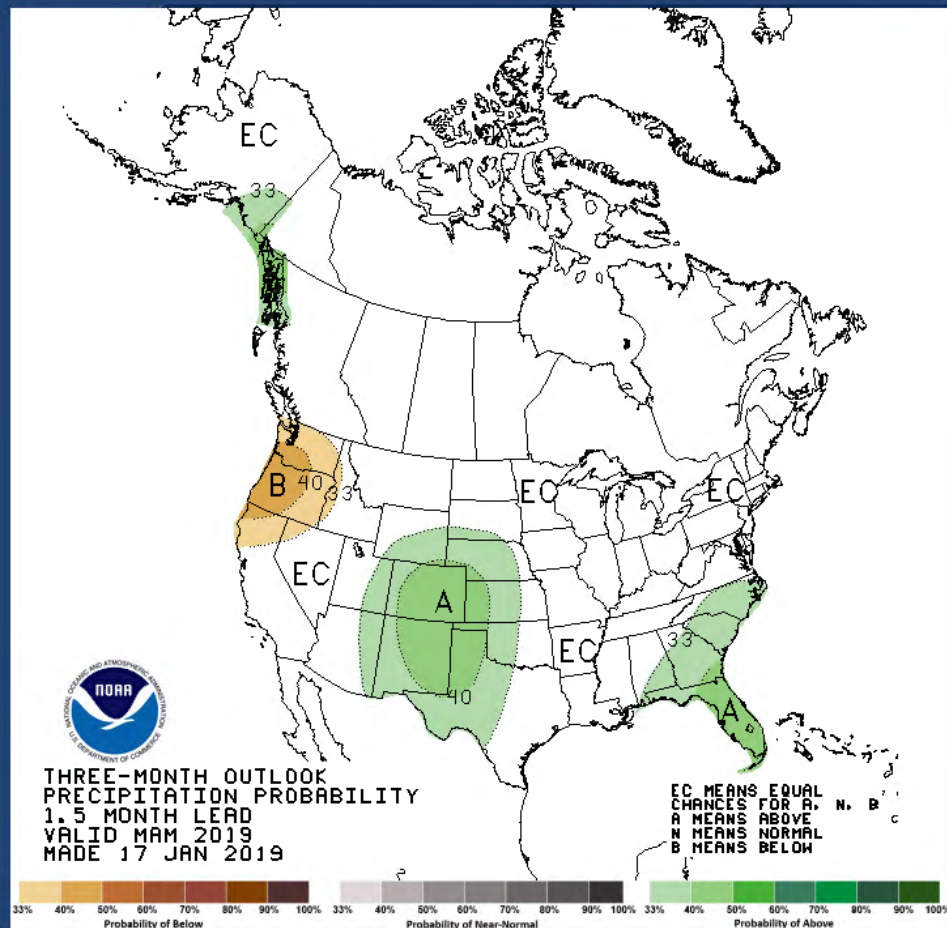 EC
33
A
B
40
33
EC
EC
EC
A
EC
33
40
A
NATIONAL OCEANIC AND ATMOSPHERIC ADMINISTRATION
NOAA
U.S. DEPARTMENT OF COMMERCE
THREE-MONTH OUTLOOK
PRECIPITATION PROBABILITY
1.5 MONTH LEAD
VALID MAM 2019
MADE 17 JAN 2019
EC MEANS EQUAL
CHANCES FOR A, N, B
A MEANS ABOVE
N MEANS NORMAL
B MEANS BELOW
33% 40% 50% 60% 70% 80% 90% 100%
Probability of Below
33% 40% 50% 60% 70% 80% 90% 100%
Probability of Near-Normal
33% 40% 50% 60% 70% 80% 90% 100%
Probability of Above